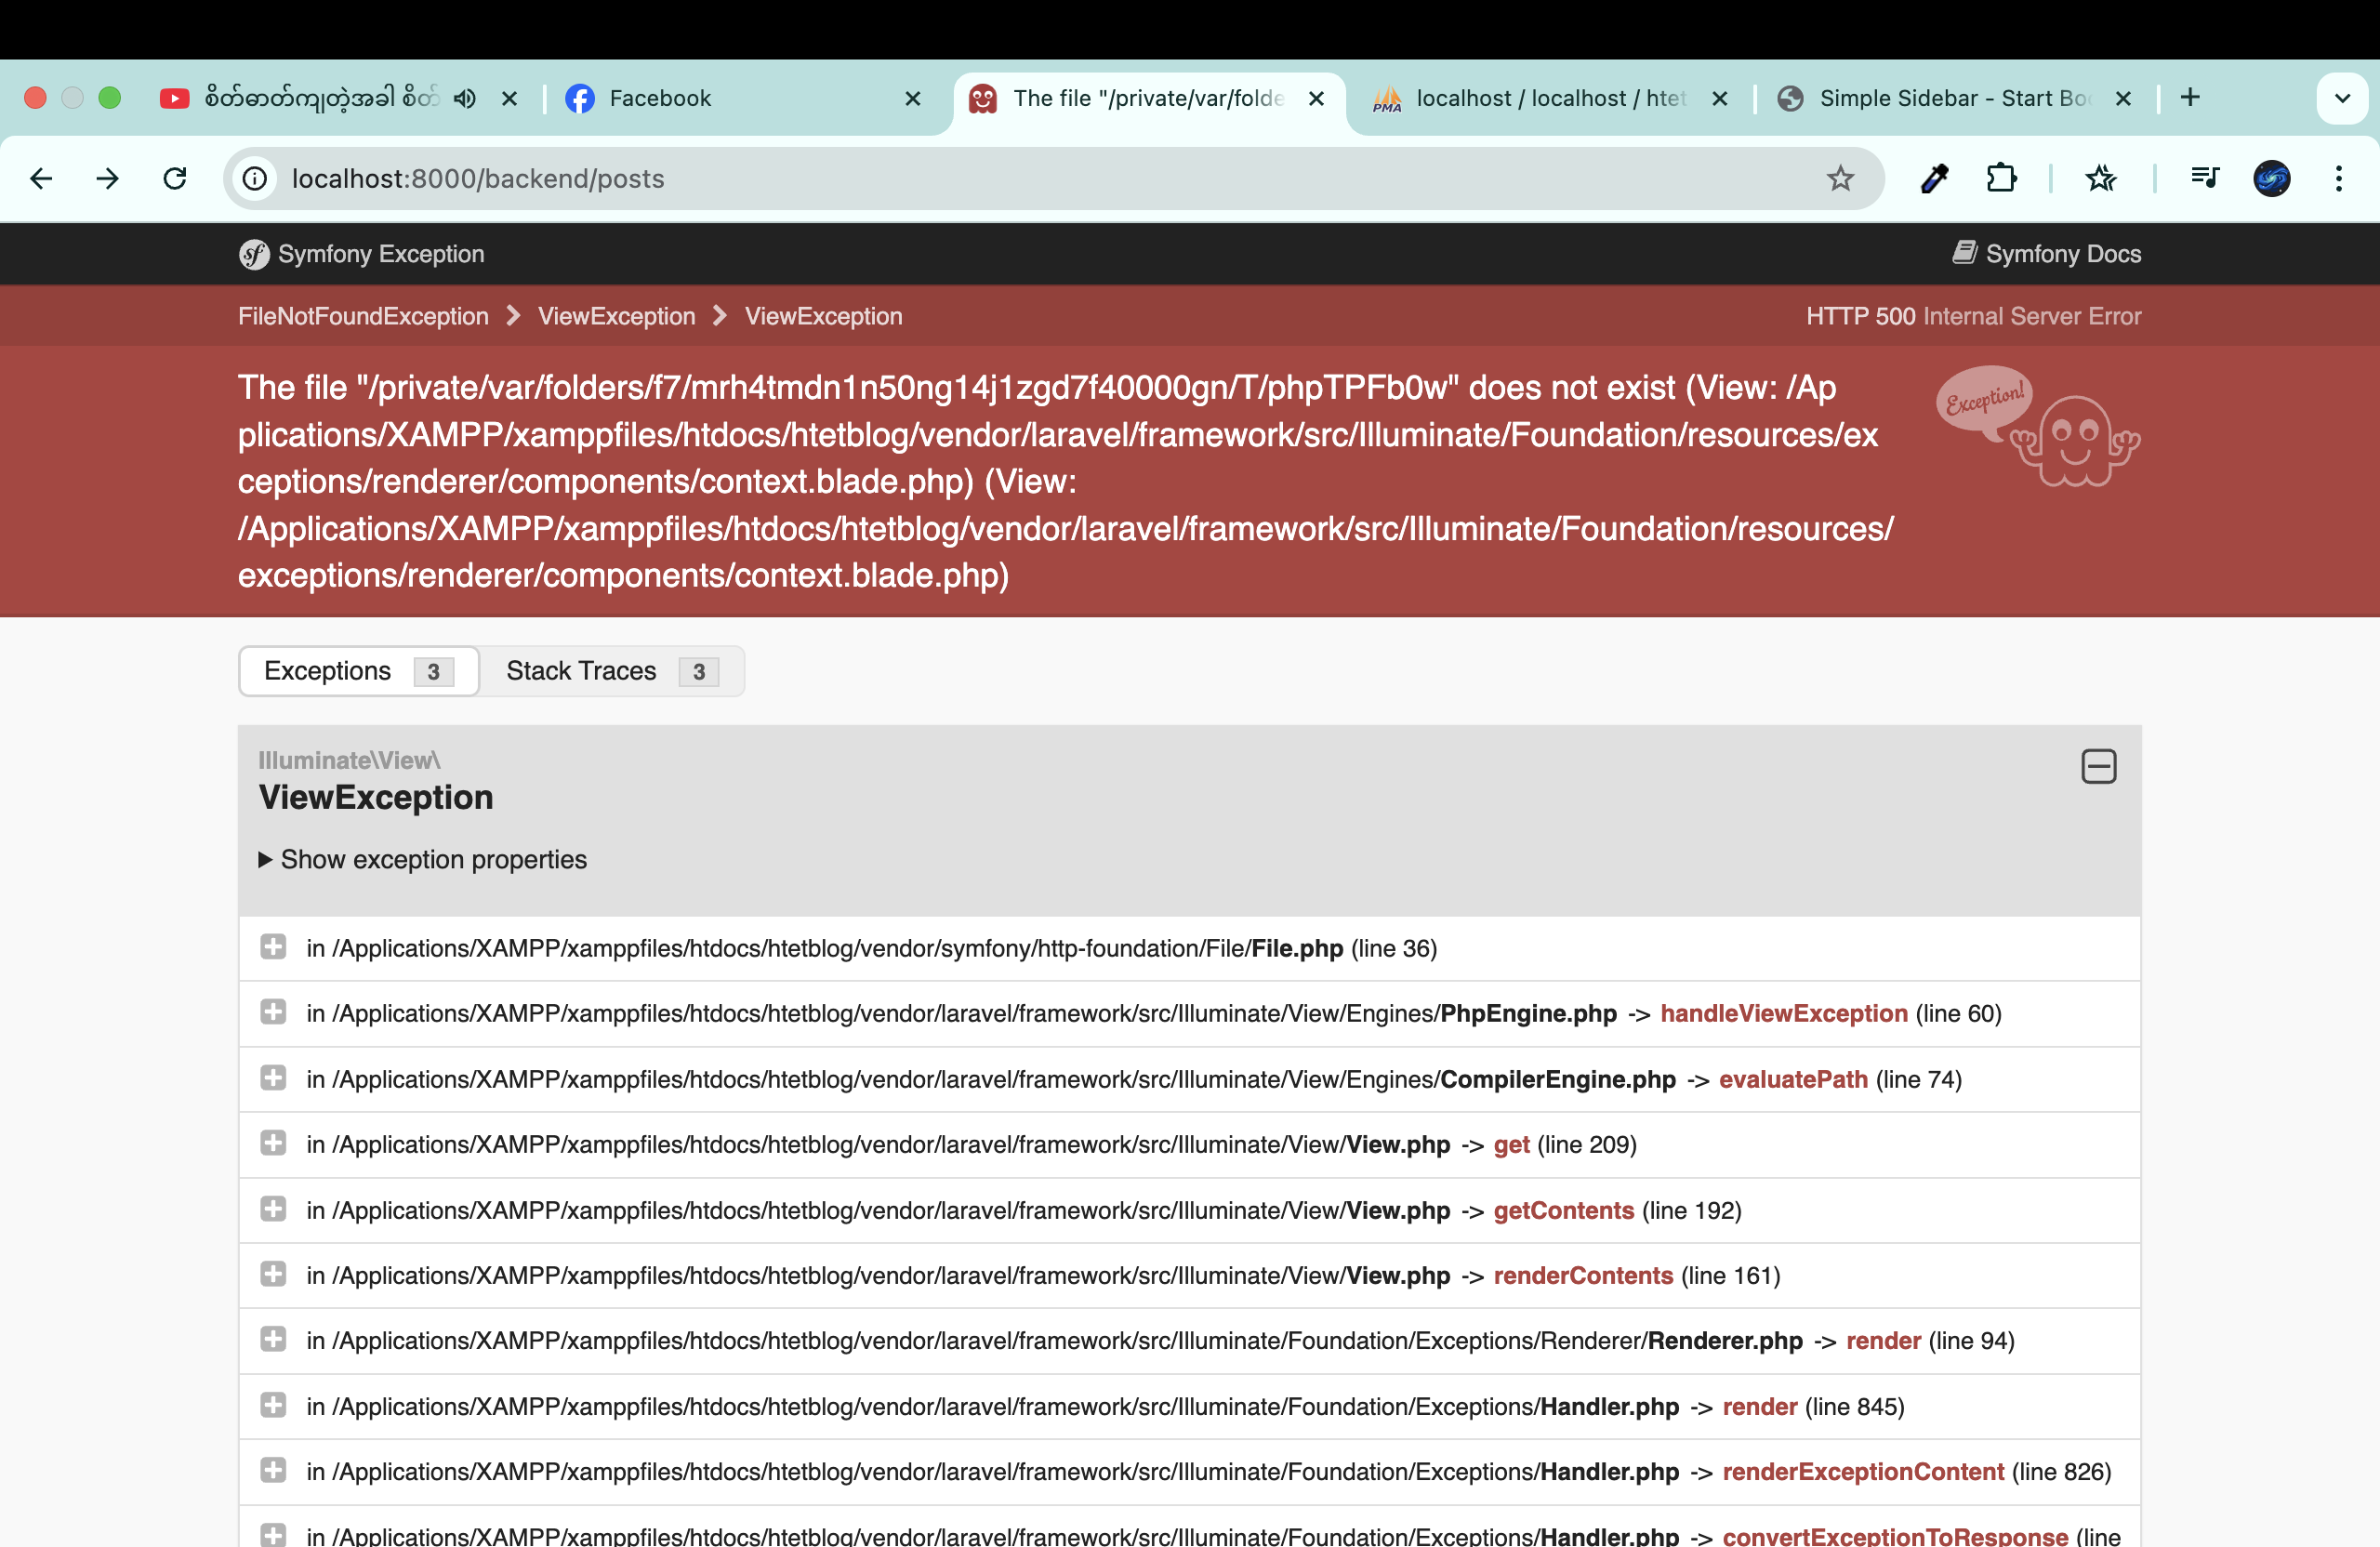 စိတ်ဓာတ်ကျတဲ့အခါ စိတ်
Facebook
The file "/private/var/folde
PMA
localhost / localhost / htet
Simple Sidebar - Start Boo
localhost:8000/backend/posts
sf Symfony Exception
Symfony Docs
FileNotFoundException > ViewException > ViewException
HTTP 500 Internal Server Error
The file "/private/var/folders/f7/mrh4tmdn1n50ng14j1zgd7f40000gn/T/phpTPFb0w" does not exist (View: /Ap
plications/XAMPP/xamppfiles/htdocs/htetblog/vendor/laravel/framework/src/Illuminate/Foundation/resources/ex
ceptions/renderer/components/context.blade.php) (View:
/Applications/XAMPP/xamppfiles/htdocs/htetblog/vendor/laravel/framework/src/Illuminate/Foundation/resources/
exceptions/renderer/components/context.blade.php)
Exception!
Exceptions 3
Stack Traces 3
Illuminate\View\
ViewException
Show exception properties
in /Applications/XAMPP/xamppfiles/htdocs/htetblog/vendor/symfony/http-foundation/File/File.php (line 36)
in /Applications/XAMPP/xamppfiles/htdocs/htetblog/vendor/laravel/framework/src/Illuminate/View/Engines/PhpEngine.php -> handleViewException (line 60)
in /Applications/XAMPP/xamppfiles/htdocs/htetblog/vendor/laravel/framework/src/Illuminate/View/Engines/CompilerEngine.php -> evaluatePath (line 74)
in /Applications/XAMPP/xamppfiles/htdocs/htetblog/vendor/laravel/framework/src/Illuminate/View/View.php -> get (line 209)
in /Applications/XAMPP/xamppfiles/htdocs/htetblog/vendor/laravel/framework/src/Illuminate/View/View.php -> getContents (line 192)
in /Applications/XAMPP/xamppfiles/htdocs/htetblog/vendor/laravel/framework/src/Illuminate/View/View.php -> renderContents (line 161)
in /Applications/XAMPP/xamppfiles/htdocs/htetblog/vendor/laravel/framework/src/Illuminate/Foundation/Exceptions/Renderer/Renderer.php -> render (line 94)
in /Applications/XAMPP/xamppfiles/htdocs/htetblog/vendor/laravel/framework/src/Illuminate/Foundation/Exceptions/Handler.php -> render (line 845)
in /Applications/XAMPP/xamppfiles/htdocs/htetblog/vendor/laravel/framework/src/Illuminate/Foundation/Exceptions/Handler.php -> renderExceptionContent (line 826)
in /Applications/XAMPP/xamppfiles/htdocs/htetblog/vendor/laravel/framework/src/Illuminate/Foundation/Exceptions/Handler.php -> convertExceptionToResponse (line